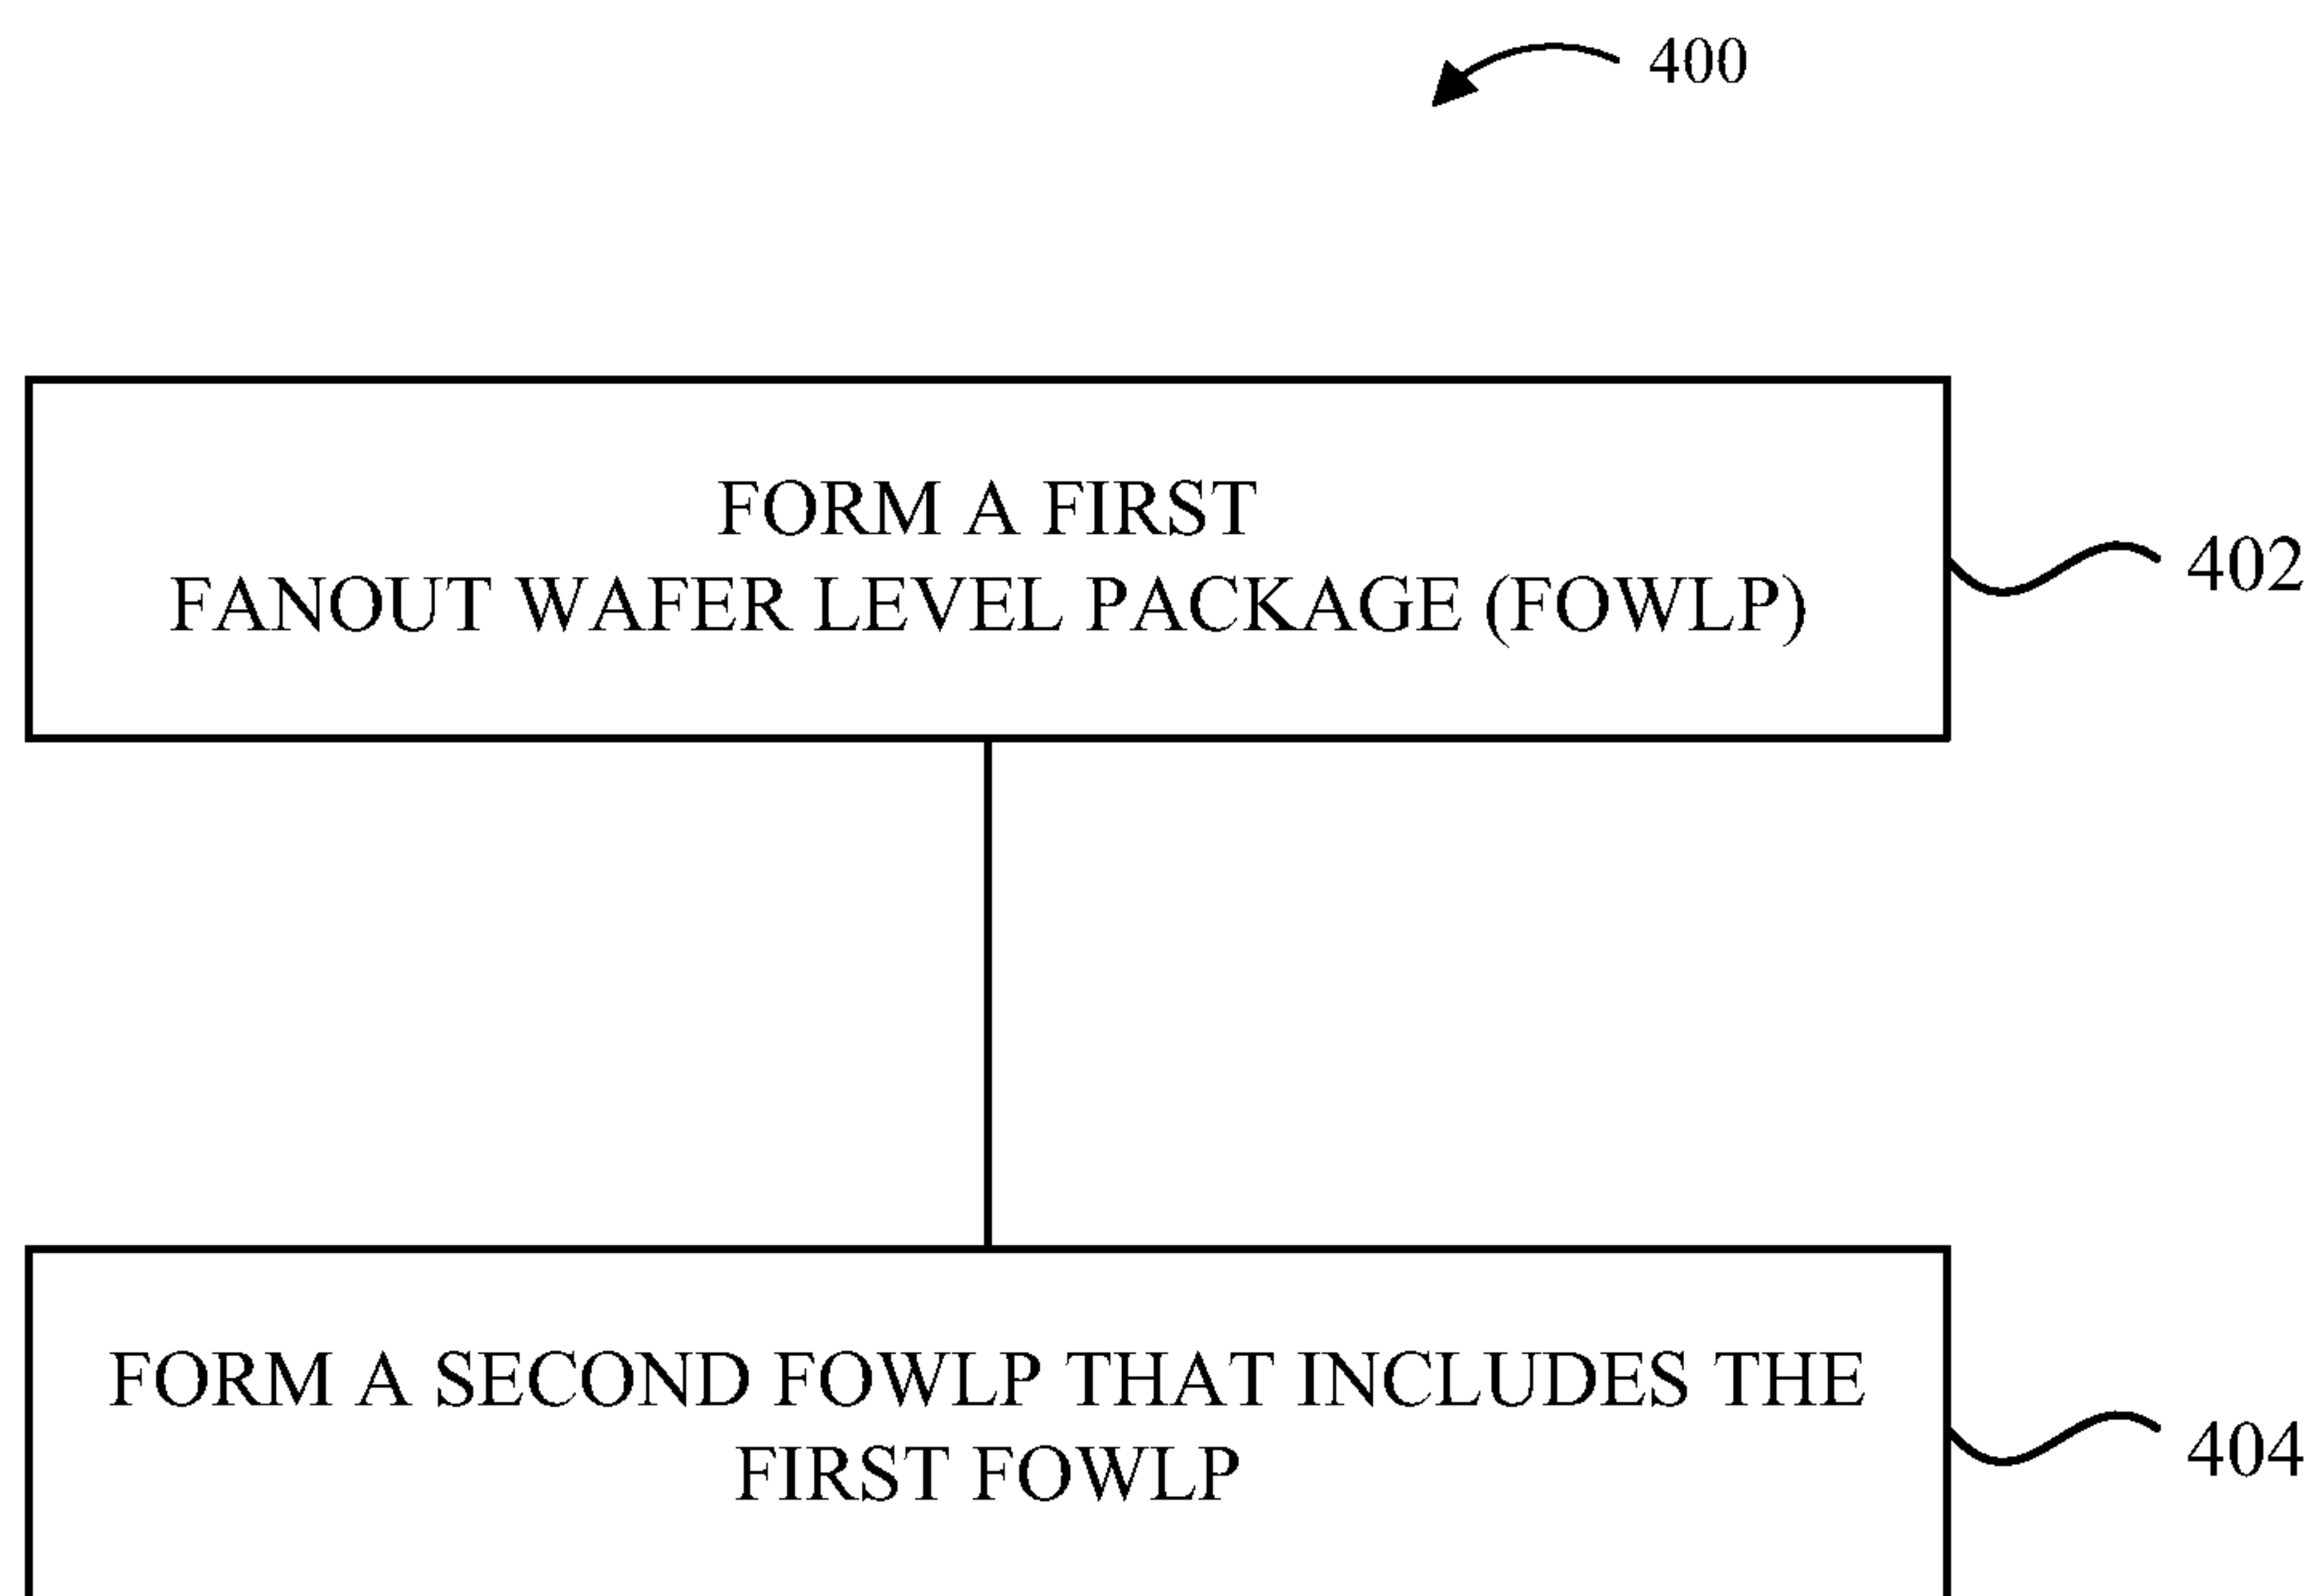 400
FORM A FIRST
FANOUT WAFER LEVEL PACKAGE (FOWLP)
402
FORM A SECOND FOWLP THAT INCLUDES THE
FIRST FOWLP
404